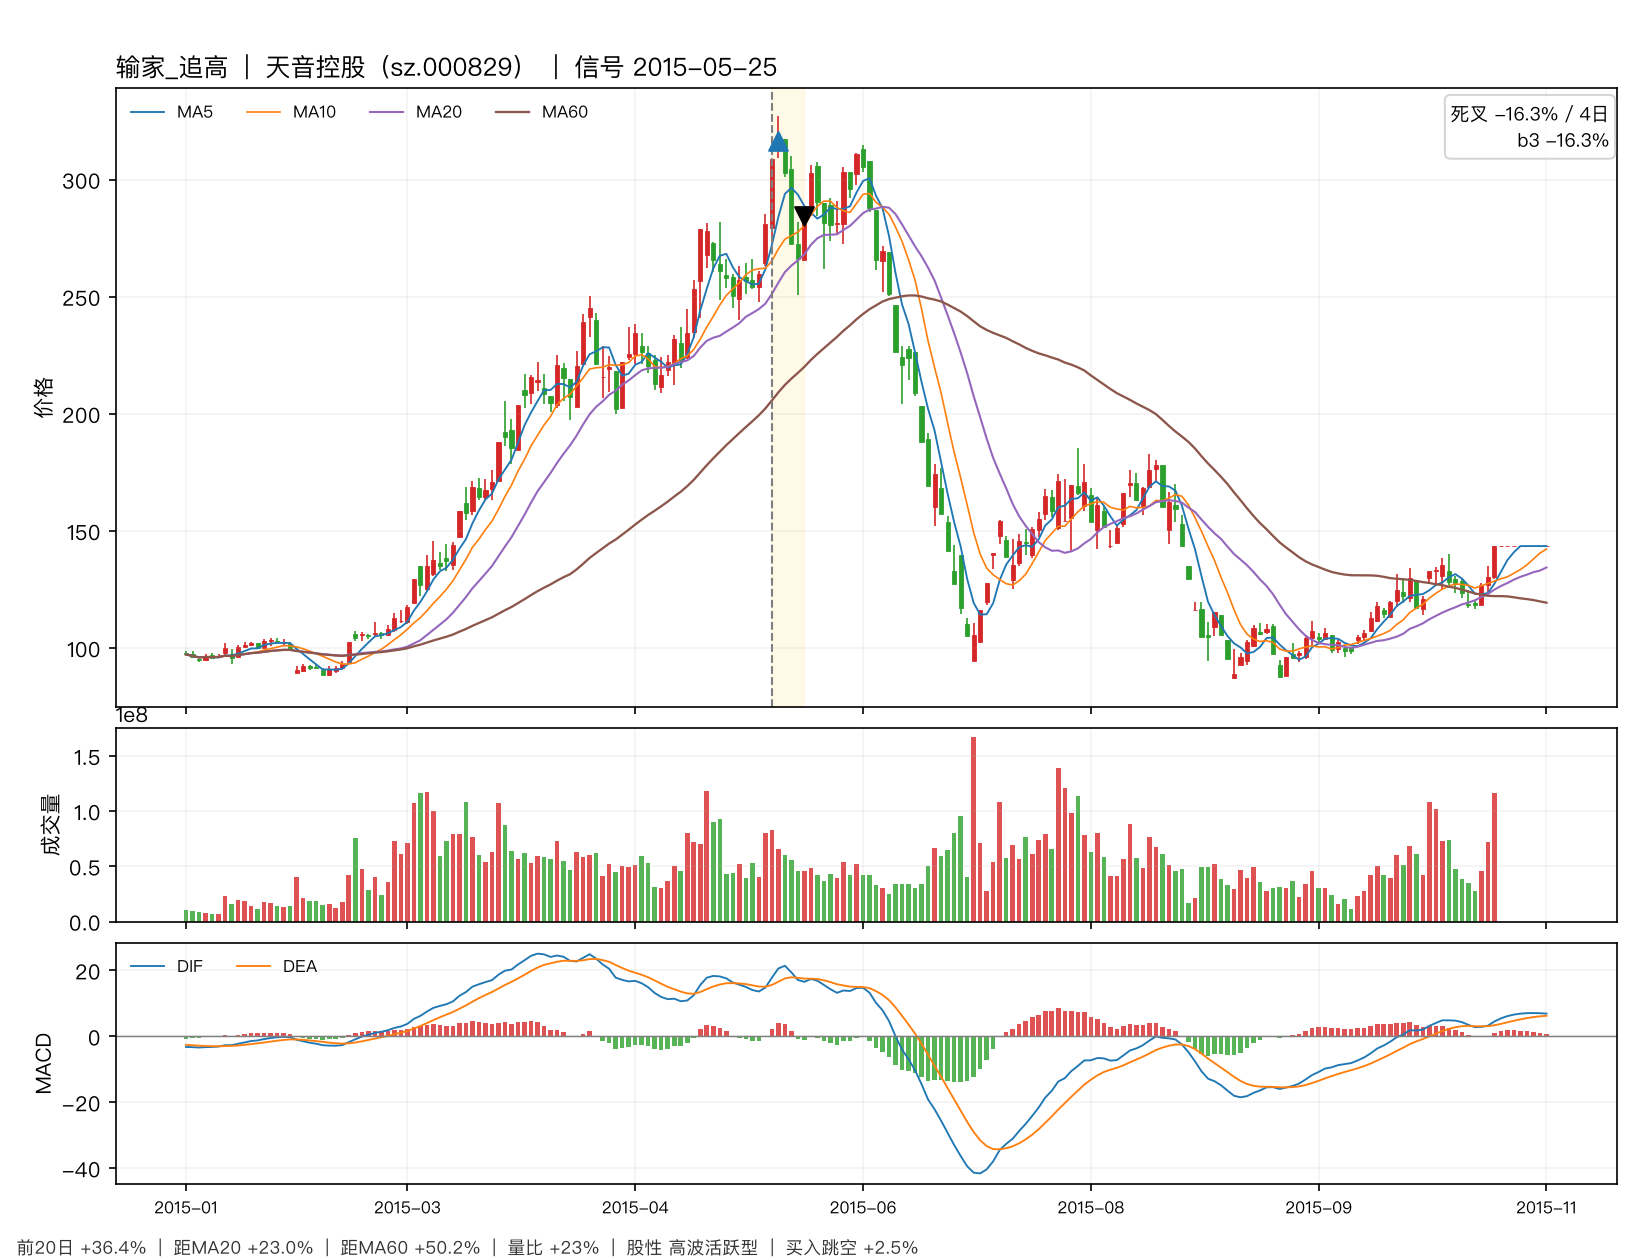 输家_追高 ｜ 天音控股（sz.000829） ｜ 信号 2015-05-25
MA5 MA10 MA20 MA60
死叉 -16.3% / 4日
b3 -16.3%
300
250
200
150
100
价格
1e8
1.5
1.0
0.5
0.0
成交量
DIF DEA
20
0
-20
-40
MACD
2015-01 2015-03 2015-04 2015-06 2015-08 2015-09 2015-11
前20日 +36.4% ｜ 距MA20 +23.0% ｜ 距MA60 +50.2% ｜ 量比 +23% ｜ 股性 高波活跃型 ｜ 买入跳空 +2.5%